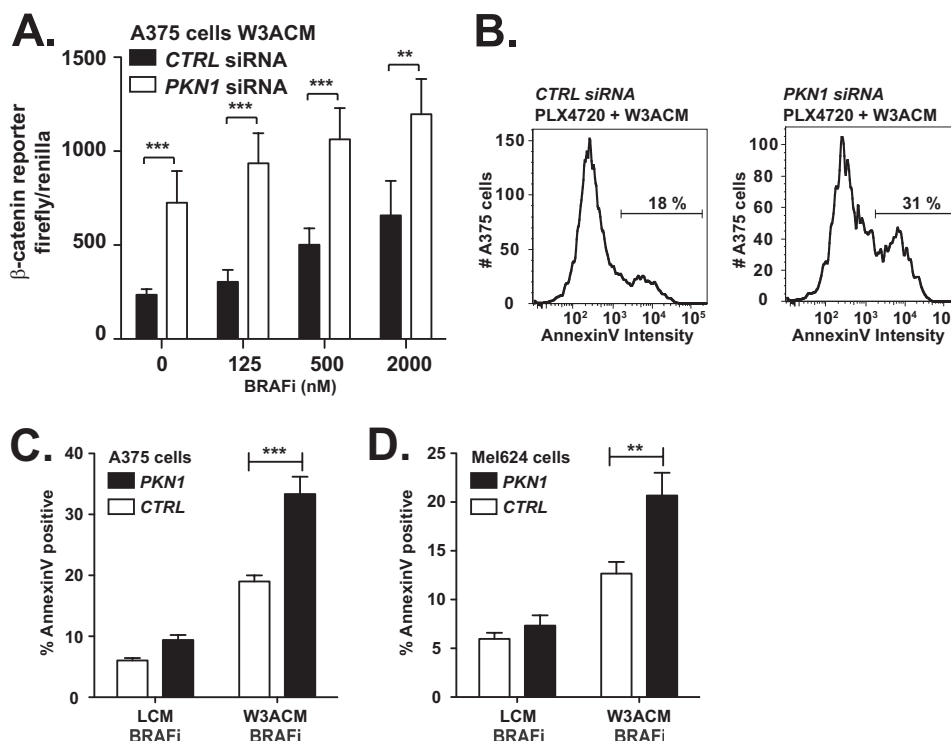 A.
A375 cells W3ACM
CTRL siRNA
PKN1 siRNA
β-catenin reporter
firefly/renilla
1500
1000
500
0
***
***
***
**
0 125 500 2000
BRAFi (nM)
B.
CTRL siRNA
PLX4720 + W3ACM
# A375 cells
150
100
50
0
18 %
10² 10³ 10⁴ 10⁵
AnnexinV Intensity
PKN1 siRNA
PLX4720 + W3ACM
# A375 cells
100
80
60
40
20
0
31 %
10² 10³ 10⁴ 10
AnnexinV Intensity
C.
A375 cells
PKN1
CTRL
% AnnexinV positive
40
30
20
10
0
***
LCM W3ACM
BRAFi BRAFi
D.
Mel624 cells
PKN1
CTRL
% AnnexinV positive
25
20
15
10
5
0
**
LCM W3ACM
BRAFi BRAFi